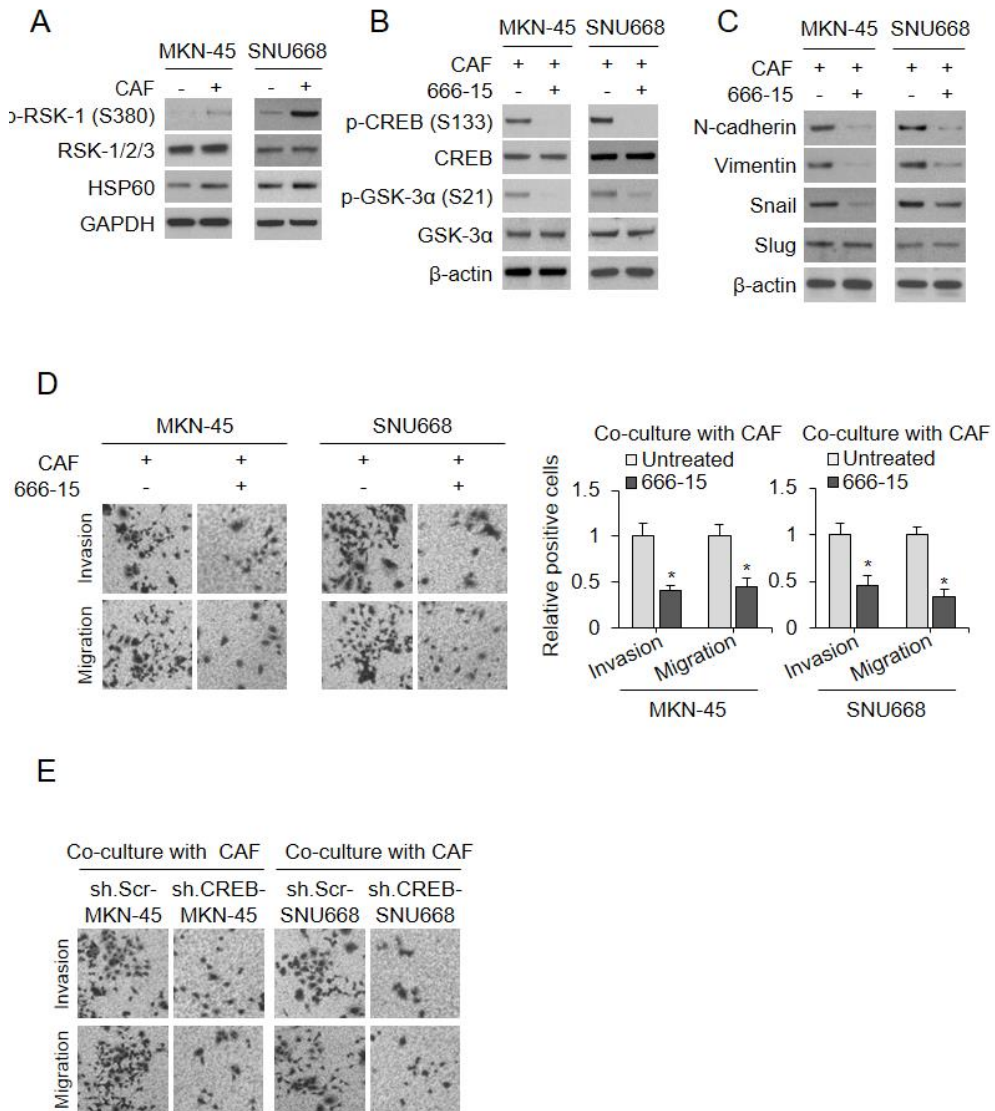 A
MKN-45 SNU668
CAF - + - +
p-RSK-1 (S380)
RSK-1/2/3
HSP60
GAPDH
B
MKN-45 SNU668
CAF + + + +
666-15 - + - +
p-CREB (S133)
CREB
p-GSK-3α (S21)
GSK-3α
β-actin
C
MKN-45 SNU668
CAF + + + +
666-15 - + - +
N-cadherin
Vimentin
Snail
Slug
β-actin
D
MKN-45 SNU668
CAF + + + +
666-15 - + - +
Invasion
Migration
Relative positive cells
Co-culture with CAF
Untreated
666-15
1.5
1
0.5
0
* *
Invasion Migration
MKN-45
Co-culture with CAF
Untreated
666-15
1.5
1
0.5
0
* *
Invasion Migration
SNU668
E
Co-culture with CAF Co-culture with CAF
sh.Scr- sh.CREB- sh.Scr- sh.CREB-
MKN-45 MKN-45 SNU668 SNU668
Invasion
Migration